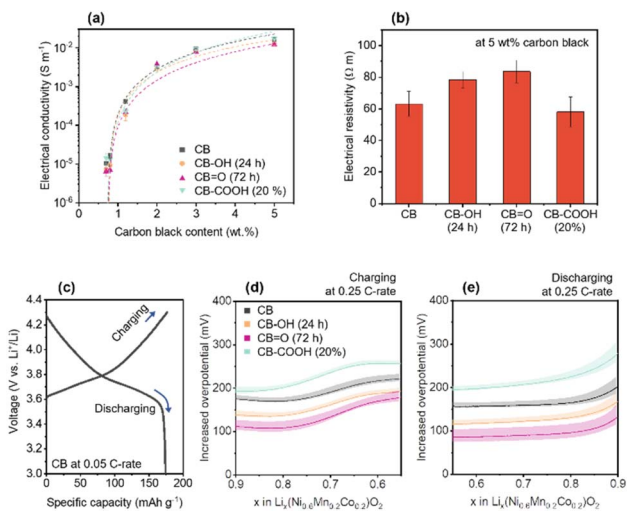 (a)
Electrical conductivity (S m⁻¹)
10⁻²
10⁻³
10⁻⁴
10⁻⁵
10⁻⁶
CB
CB-OH (24 h)
CB=O (72 h)
CB-COOH (20 %)
0 1 2 3 4 5
Carbon black content (wt.%)
(b)
Electrical resistivity (Ω m)
100
80
60
40
20
0
at 5 wt% carbon black
CB
CB-OH
(24 h)
CB=O
(72 h)
CB-COOH
(20%)
(c)
Voltage (V vs. Li⁺/Li)
4.4
4.2
4.0
3.8
3.6
3.4
3.2
3.0
Charging
Discharging
CB at 0.05 C-rate
0 50 100 150 200
Specific capacity (mAh g⁻¹)
(d)
Charging
at 0.25 C-rate
Increased overpotential (mV)
400
300
200
100
0
CB
CB-OH (24 h)
CB=O (72 h)
CB-COOH (20%)
0.9 0.8 0.7 0.6
x in Liₓ(Ni₀.₆Mn₀.₂Co₀.₂)O₂
(e)
Discharging
at 0.25 C-rate
Increased overpotential (mV)
400
300
200
100
0
0.6 0.7 0.8 0.9
x in Liₓ(Ni₀.₆Mn₀.₂Co₀.₂)O₂